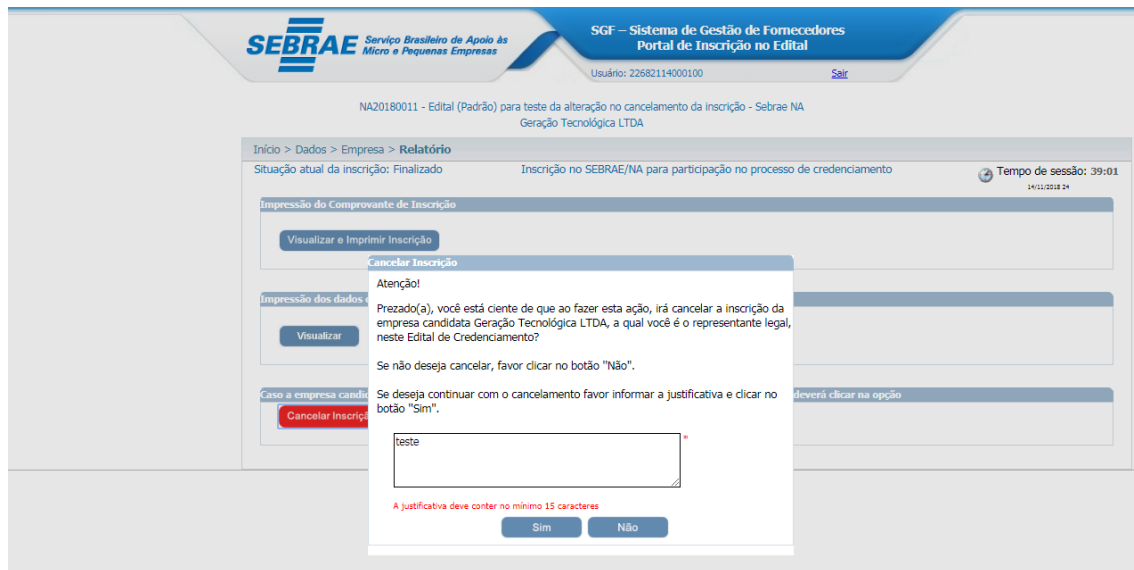 SEBRAE
Serviço Brasileiro de Apoio às
Micro e Pequenas Empresas
SGF – Sistema de Gestão de Fornecedores
Portal de Inscrição no Edital
Usuário: 22682114000100 Sair
NA20180011 - Edital (Padrão) para teste da alteração no cancelamento da inscrição - Sebrae NA
Geração Tecnológica LTDA
Início > Dados > Empresa > Relatório
Situação atual da inscrição: Finalizado Inscrição no SEBRAE/NA para participação no processo de credenciamento
Tempo de sessão: 39:01
14/11/2018 24
Impressão do Comprovante de Inscrição
Visualizar e Imprimir Inscrição
Impressão dos dados
Visualizar
Caso a empresa deverá clicar na opção
Cancelar
Cancelar Inscrição
Atenção!
Prezado(a), você está ciente de que ao fazer esta ação, irá cancelar a inscrição da
empresa candidata Geração Tecnológica LTDA, a qual você é o representante legal,
neste Edital de Credenciamento?
Se não deseja cancelar, favor clicar no botão "Não".
Se deseja continuar com o cancelamento favor informar a justificativa e clicar no
botão "Sim".
teste
*
A justificativa deve conter no mínimo 15 caracteres
Sim Não